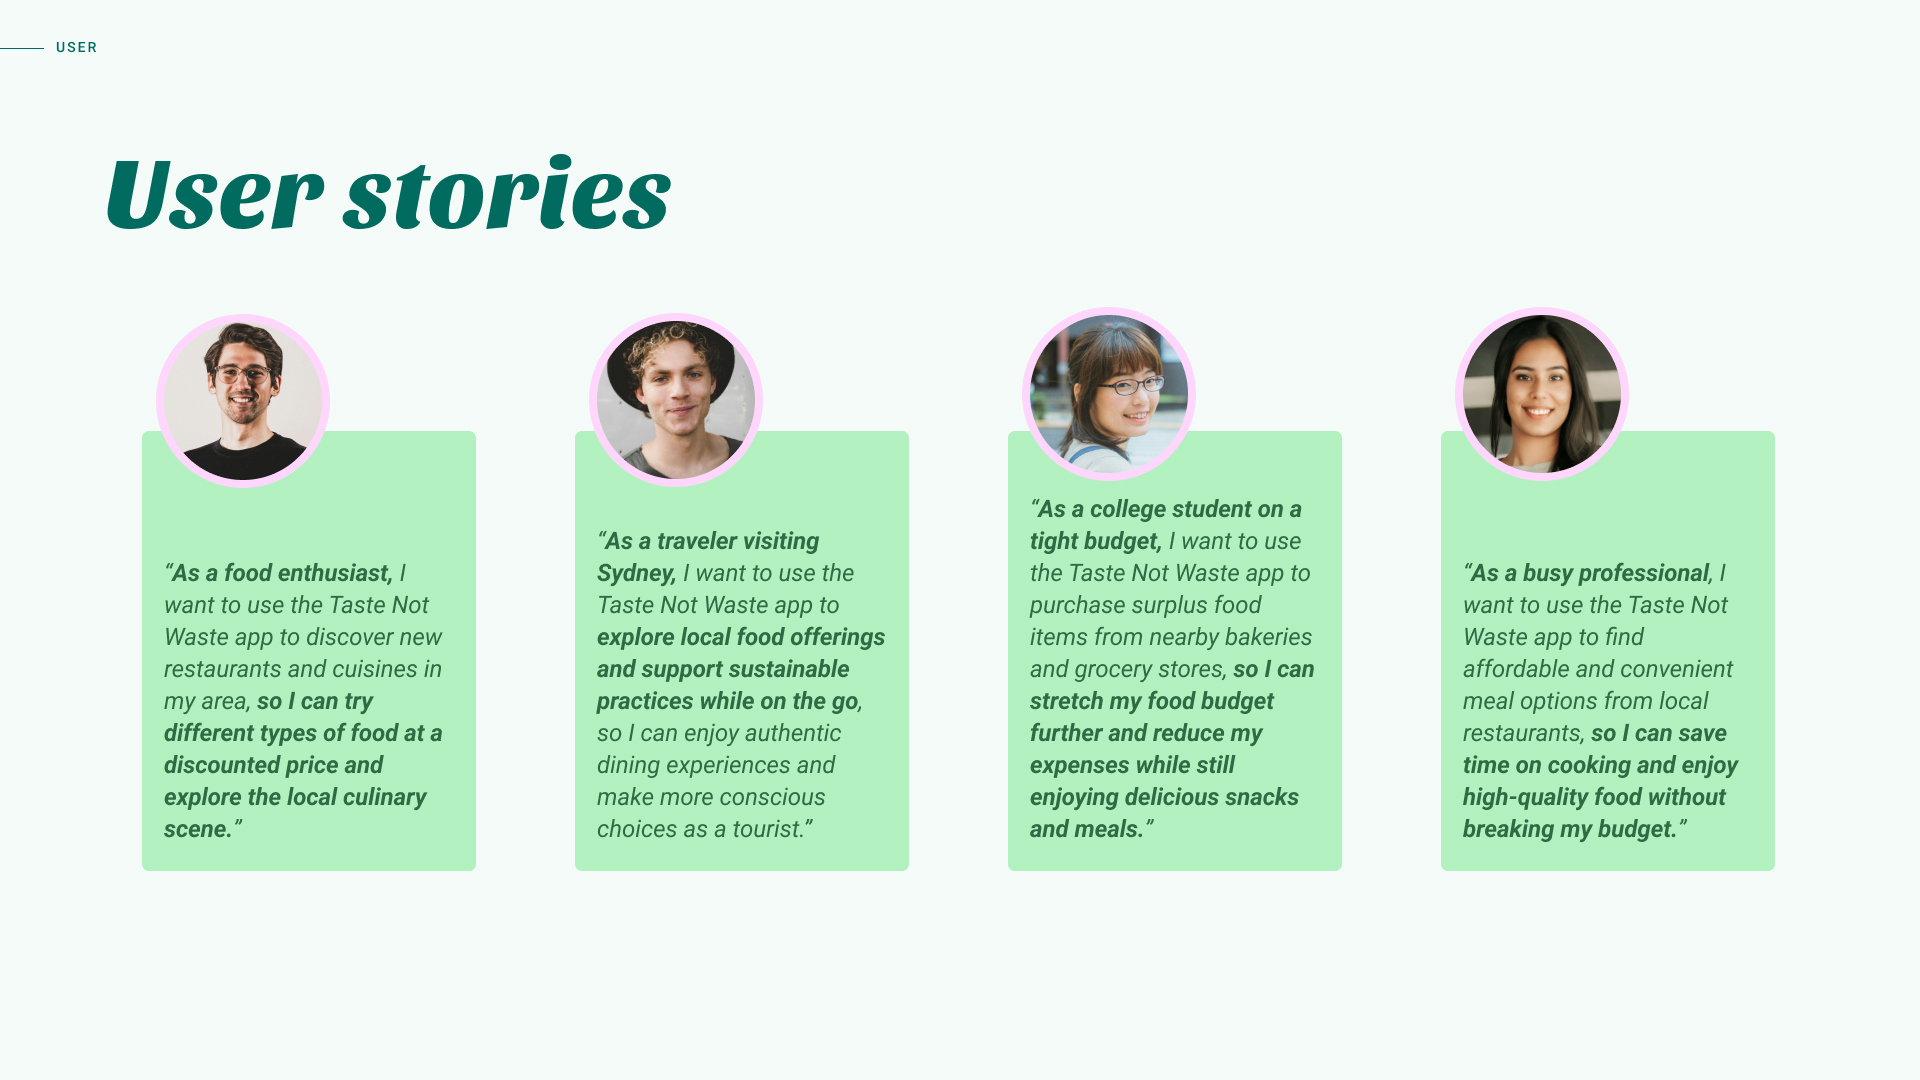 USER
User stories
“As a food enthusiast, I
want to use the Taste Not
Waste app to discover new
restaurants and cuisines in
my area, so I can try
different types of food at a
discounted price and
explore the local culinary
scene.”
“As a traveler visiting
Sydney, I want to use the
Taste Not Waste app to
explore local food offerings
and support sustainable
practices while on the go,
so I can enjoy authentic
dining experiences and
make more conscious
choices as a tourist.”
“As a college student on a
tight budget, I want to use
the Taste Not Waste app to
purchase surplus food
items from nearby bakeries
and grocery stores, so I can
stretch my food budget
further and reduce my
expenses while still
enjoying delicious snacks
and meals.”
“As a busy professional, I
want to use the Taste Not
Waste app to find
affordable and convenient
meal options from local
restaurants, so I can save
time on cooking and enjoy
high-quality food without
breaking my budget.”